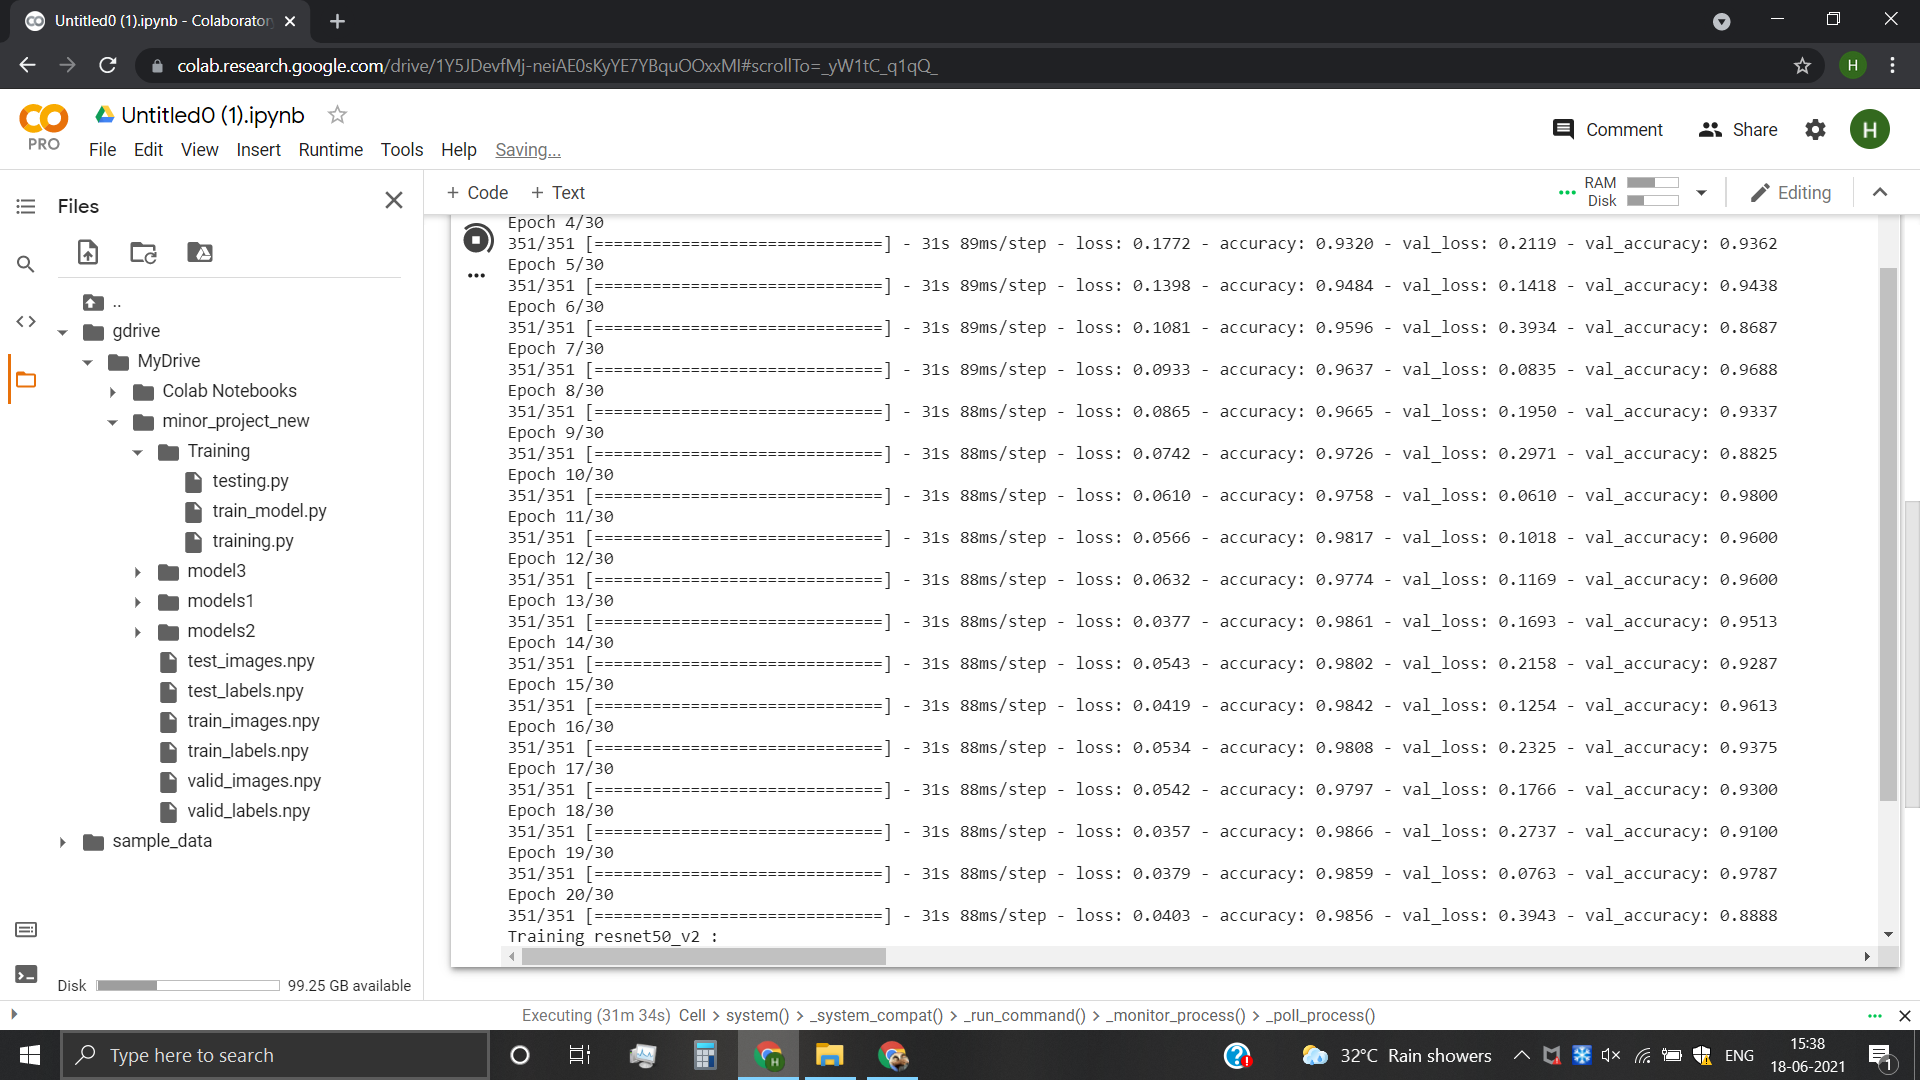 Untitled0 (1).ipynb - Colaboratory
colab.research.google.com/drive/1Y5JDevfMj-neiAE0sKyYE7YBquOOxxMI#scrollTo=_yW1tC_q1qQ_
H
CO
PRO
Untitled0 (1).ipynb
File Edit View Insert Runtime Tools Help Saving...
Comment Share H
Files
+ Code + Text
RAM
Disk
Editing
..
gdrive
MyDrive
Colab Notebooks
minor_project_new
Training
testing.py
train_model.py
training.py
model3
models1
models2
test_images.npy
test_labels.npy
train_images.npy
train_labels.npy
valid_images.npy
valid_labels.npy
sample_data
Disk 99.25 GB available
Epoch 4/30
351/351 [==============================] - 31s 89ms/step - loss: 0.1772 - accuracy: 0.9320 - val_loss: 0.2119 - val_accuracy: 0.9362
Epoch 5/30
351/351 [==============================] - 31s 89ms/step - loss: 0.1398 - accuracy: 0.9484 - val_loss: 0.1418 - val_accuracy: 0.9438
Epoch 6/30
351/351 [==============================] - 31s 89ms/step - loss: 0.1081 - accuracy: 0.9596 - val_loss: 0.3934 - val_accuracy: 0.8687
Epoch 7/30
351/351 [==============================] - 31s 89ms/step - loss: 0.0933 - accuracy: 0.9637 - val_loss: 0.0835 - val_accuracy: 0.9688
Epoch 8/30
351/351 [==============================] - 31s 88ms/step - loss: 0.0865 - accuracy: 0.9665 - val_loss: 0.1950 - val_accuracy: 0.9337
Epoch 9/30
351/351 [==============================] - 31s 88ms/step - loss: 0.0742 - accuracy: 0.9726 - val_loss: 0.2971 - val_accuracy: 0.8825
Epoch 10/30
351/351 [==============================] - 31s 88ms/step - loss: 0.0610 - accuracy: 0.9758 - val_loss: 0.0610 - val_accuracy: 0.9800
Epoch 11/30
351/351 [==============================] - 31s 88ms/step - loss: 0.0566 - accuracy: 0.9817 - val_loss: 0.1018 - val_accuracy: 0.9600
Epoch 12/30
351/351 [==============================] - 31s 88ms/step - loss: 0.0632 - accuracy: 0.9774 - val_loss: 0.1169 - val_accuracy: 0.9600
Epoch 13/30
351/351 [==============================] - 31s 88ms/step - loss: 0.0377 - accuracy: 0.9861 - val_loss: 0.1693 - val_accuracy: 0.9513
Epoch 14/30
351/351 [==============================] - 31s 88ms/step - loss: 0.0543 - accuracy: 0.9802 - val_loss: 0.2158 - val_accuracy: 0.9287
Epoch 15/30
351/351 [==============================] - 31s 88ms/step - loss: 0.0419 - accuracy: 0.9842 - val_loss: 0.1254 - val_accuracy: 0.9613
Epoch 16/30
351/351 [==============================] - 31s 88ms/step - loss: 0.0534 - accuracy: 0.9808 - val_loss: 0.2325 - val_accuracy: 0.9375
Epoch 17/30
351/351 [==============================] - 31s 88ms/step - loss: 0.0542 - accuracy: 0.9797 - val_loss: 0.1766 - val_accuracy: 0.9300
Epoch 18/30
351/351 [==============================] - 31s 88ms/step - loss: 0.0357 - accuracy: 0.9866 - val_loss: 0.2737 - val_accuracy: 0.9100
Epoch 19/30
351/351 [==============================] - 31s 88ms/step - loss: 0.0379 - accuracy: 0.9859 - val_loss: 0.0763 - val_accuracy: 0.9787
Epoch 20/30
351/351 [==============================] - 31s 88ms/step - loss: 0.0403 - accuracy: 0.9856 - val_loss: 0.3943 - val_accuracy: 0.8888
Training resnet50_v2 :
Executing (31m 34s) Cell > system() > _system_compat() > _run_command() > _monitor_process() > _poll_process()
Type here to search
32°C Rain showers
ENG
15:38
18-06-2021
1